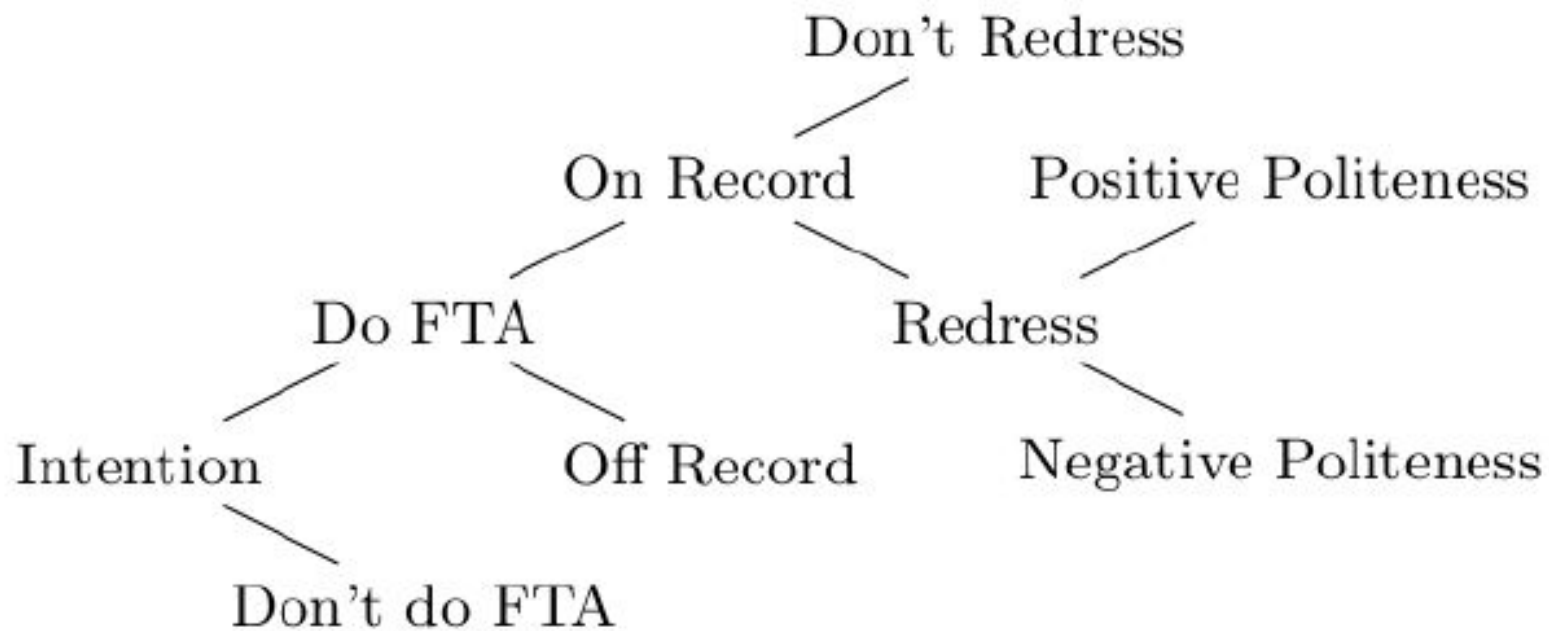 Don't Redress
On Record
Positive Politeness
Do FTA
Redress
Intention
Off Record
Negative Politeness
Don't do FTA